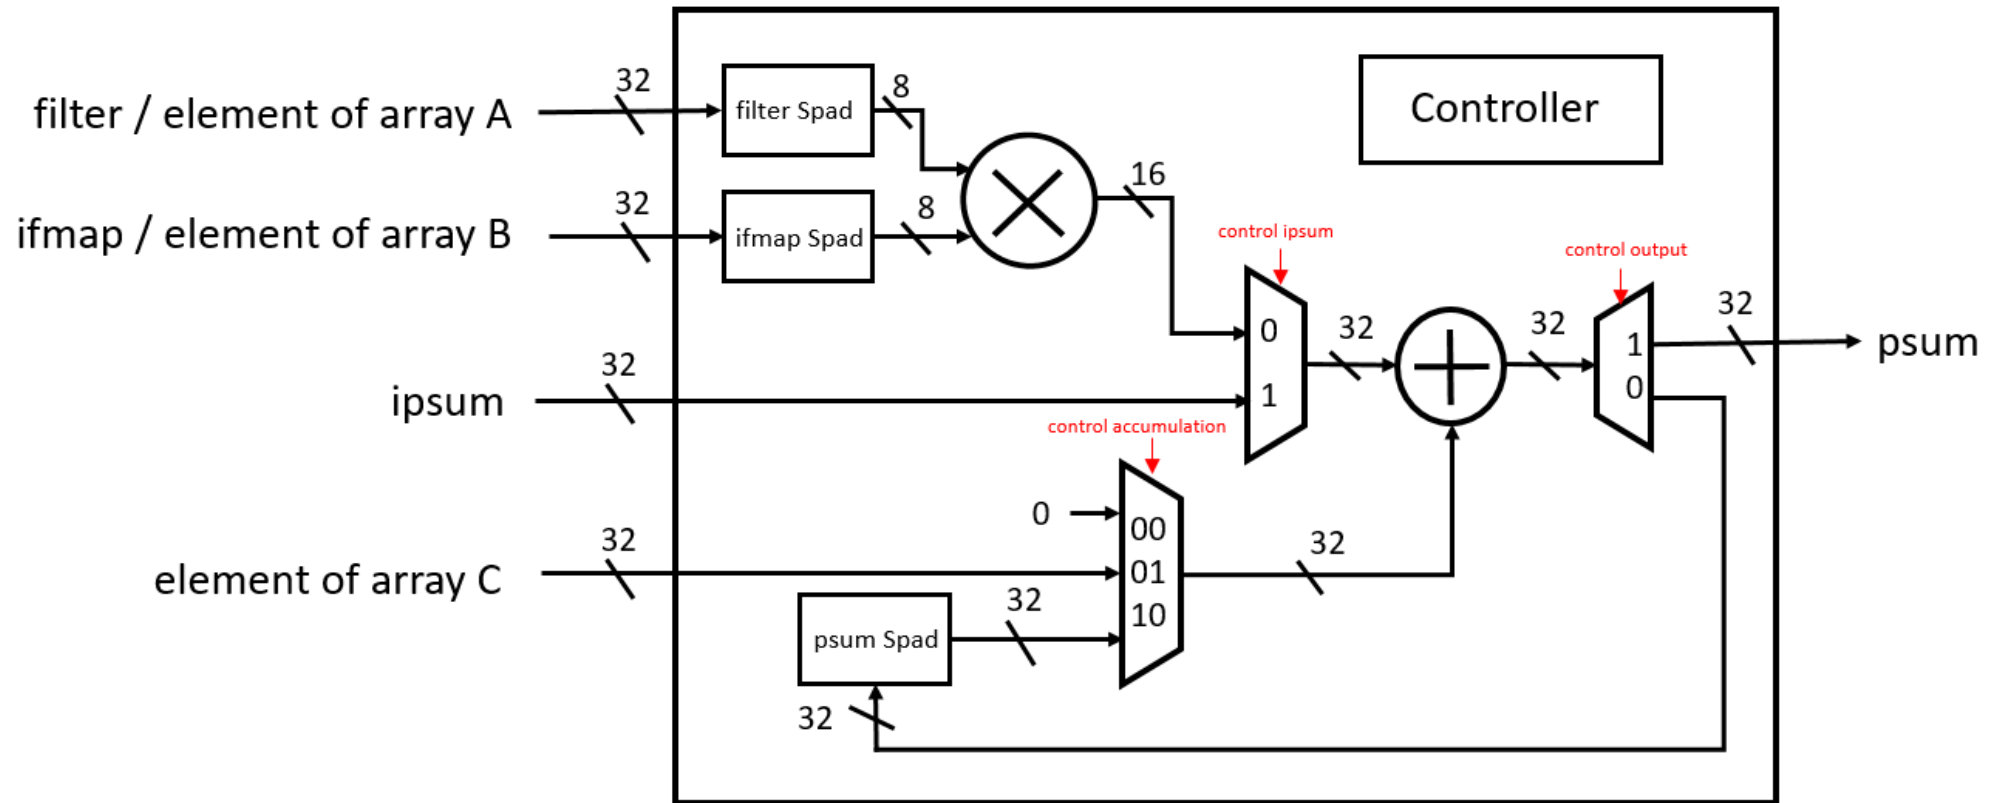 filter / element of array A
32
filter Spad
8
Controller
ifmap / element of array B
32
ifmap Spad
8
16
control ipsum
control output
ipsum
32
0
1
32
32
1
0
32
psum
control accumulation
0
00
01
10
32
element of array C
32
psum Spad
32
32